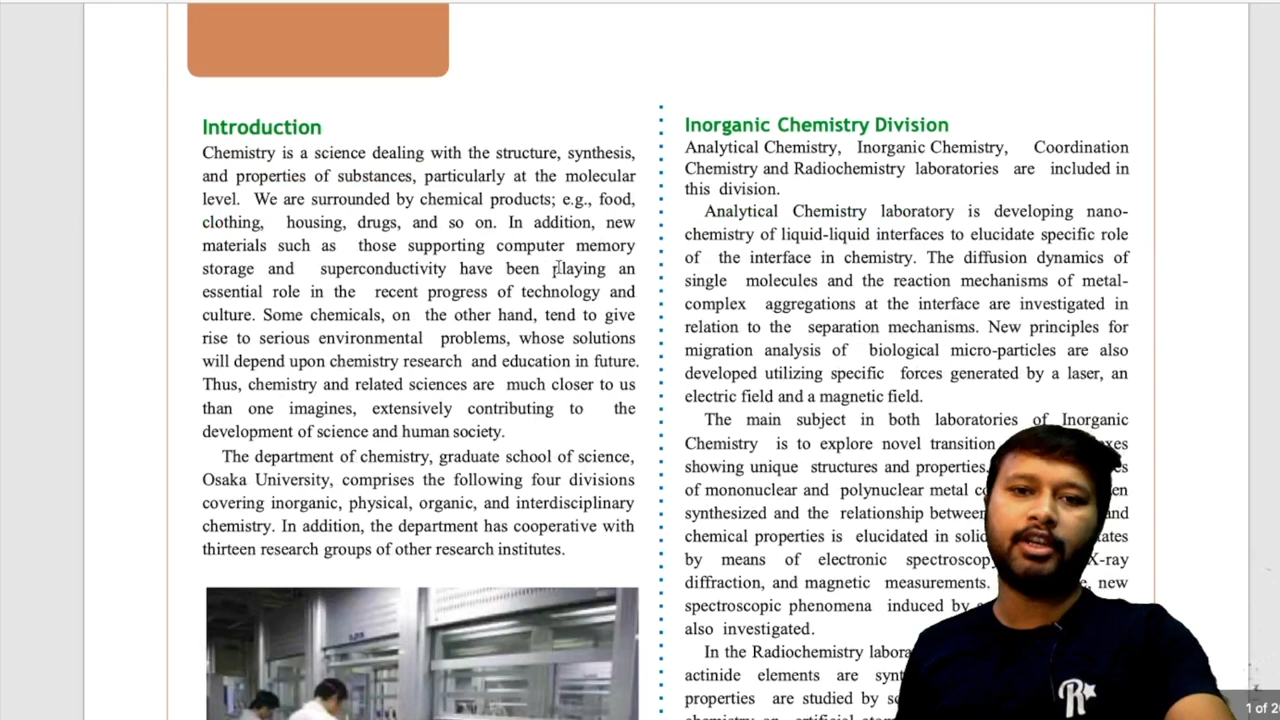 Introduction
Chemistry is a science dealing with the structure, synthesis,
and properties of substances, particularly at the molecular
level. We are surrounded by chemical products; e.g., food,
clothing, housing, drugs, and so on. In addition, new
materials such as those supporting computer memory
storage and superconductivity have been playing an
essential role in the recent progress of technology and
culture. Some chemicals, on the other hand, tend to give
rise to serious environmental problems, whose solutions
will depend upon chemistry research and education in future.
Thus, chemistry and related sciences are much closer to us
than one imagines, extensively contributing to the
development of science and human society.
The department of chemistry, graduate school of science,
Osaka University, comprises the following four divisions
covering inorganic, physical, organic, and interdisciplinary
chemistry. In addition, the department has cooperative with
thirteen research groups of other research institutes.
Inorganic Chemistry Division
Analytical Chemistry, Inorganic Chemistry, Coordination
Chemistry and Radiochemistry laboratories are included in
this division.
Analytical Chemistry laboratory is developing nano-
chemistry of liquid-liquid interfaces to elucidate specific role
of the interface in chemistry. The diffusion dynamics of
single molecules and the reaction mechanisms of metal-
complex aggregations at the interface are investigated in
relation to the separation mechanisms. New principles for
migration analysis of biological micro-particles are also
developed utilizing specific forces generated by a laser, an
electric field and a magnetic field.
The main subject in both laboratories of Inorganic
Chemistry is to explore novel transition
showing unique structures and properties.
of mononuclear and polynuclear metal
synthesized and the relationship between and
chemical properties is elucidated in
by means of electronic X-ray
diffraction, and magnetic measurements. new
spectroscopic phenomena induced by
also investigated.
In the Radiochemistry
actinide elements are
properties are studied by
R
1 of 2